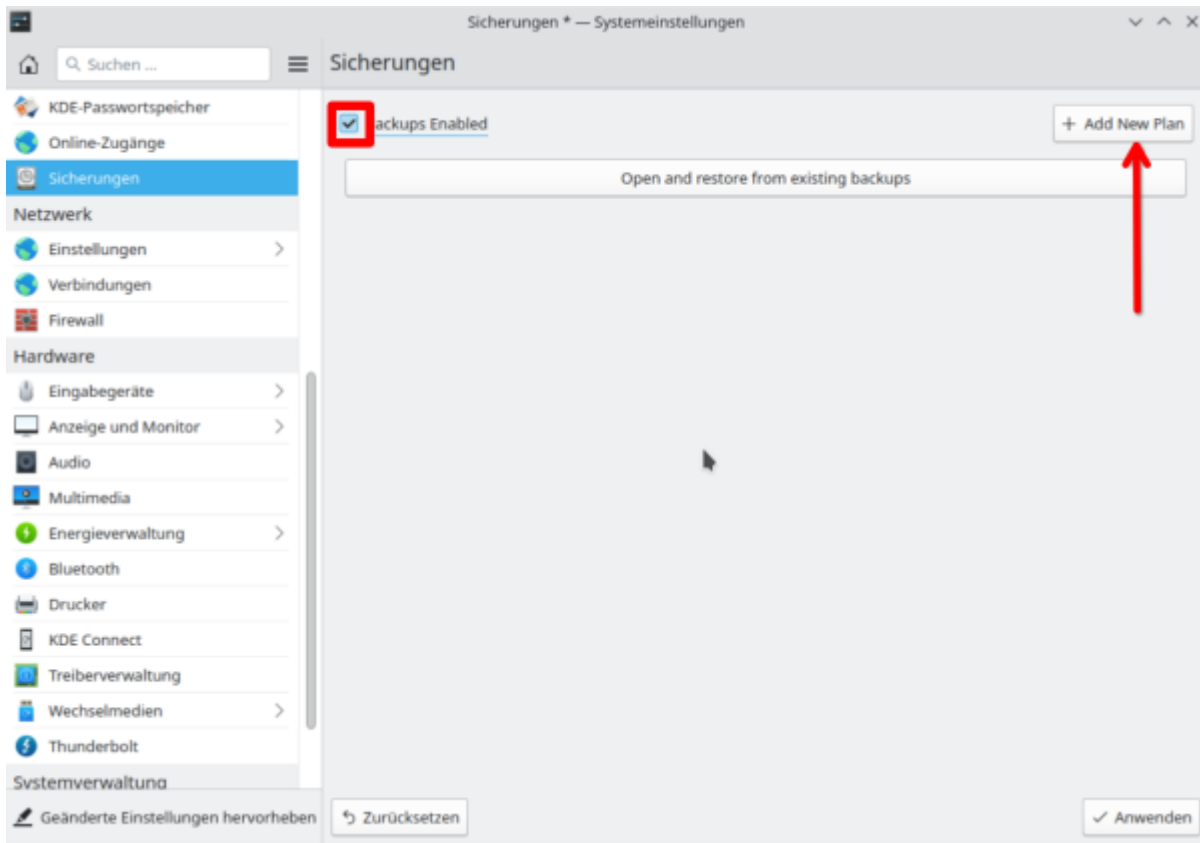 Sicherungen * — Systemeinstellungen
Suchen ...
Sicherungen
KDE-Passwortspeicher
Online-Zugänge
Sicherungen
Netzwerk
Einstellungen
Verbindungen
Firewall
Hardware
Eingabegeräte
Anzeige und Monitor
Audio
Multimedia
Energieverwaltung
Bluetooth
Drucker
KDE Connect
Treiberverwaltung
Wechselmedien
Thunderbolt
Systemverwaltung
Geänderte Einstellungen hervorheben
ackups Enabled
+ Add New Plan
Open and restore from existing backups
Zurücksetzen
Anwenden